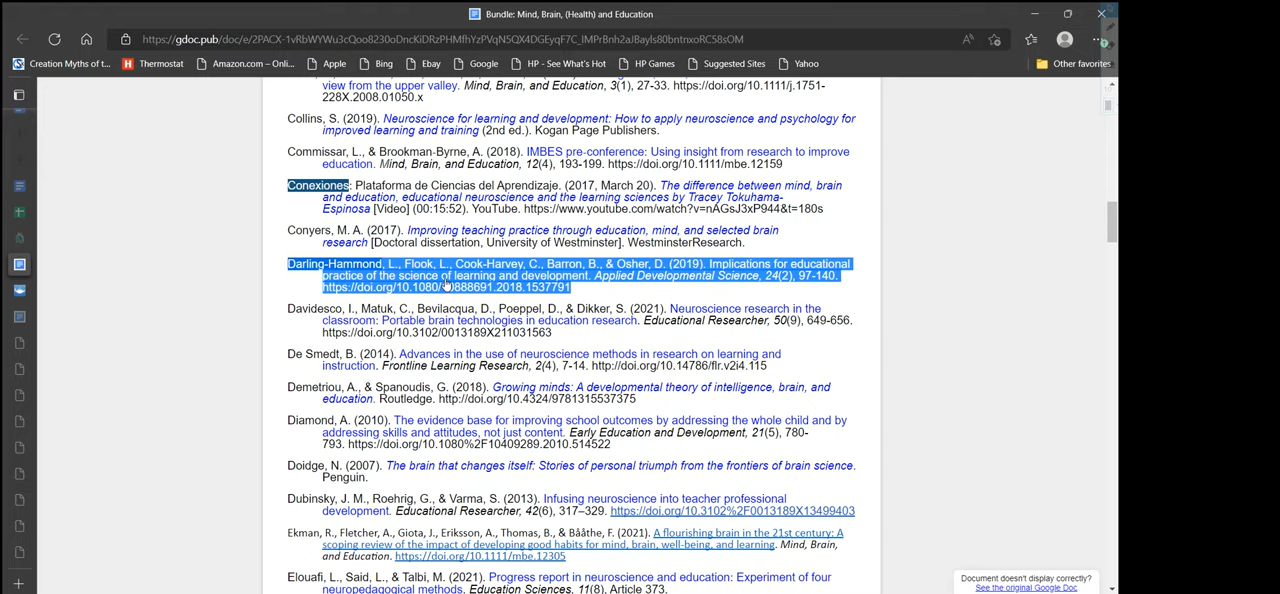 Bundle: Mind, Brain, (Health) and Education
https://gdoc.pub/doc/e/2PACX-1vRbWYWu3cQoo8230oDncKiDRzPHMfhYzPVqN5QX4DGEyqF7C_IMPrBnh2aJBayls80bntnxoRC58sOM
Creation Myths of t... Thermostat Amazon.com – Onli... Apple Bing Ebay Google HP - See What's Hot HP Games Suggested Sites Yahoo Other favorites
view from the upper valley. Mind, Brain, and Education, 3(1), 27-33. https://doi.org/10.1111/j.1751-
228X.2008.01050.x
Collins, S. (2019). Neuroscience for learning and development: How to apply neuroscience and psychology for
improved learning and training (2nd ed.). Kogan Page Publishers.
Commissar, L., & Brookman-Byrne, A. (2018). IMBES pre-conference: Using insight from research to improve
education. Mind, Brain, and Education, 12(4), 193-199. https://doi.org/10.1111/mbe.12159
Conexiones: Plataforma de Ciencias del Aprendizaje. (2017, March 20). The difference between mind, brain
and education, educational neuroscience and the learning sciences by Tracey Tokuhama-
Espinosa [Video] (00:15:52). YouTube. https://www.youtube.com/watch?v=nAGsJ3xP944&t=180s
Conyers, M. A. (2017). Improving teaching practice through education, mind, and selected brain
research [Doctoral dissertation, University of Westminster]. WestminsterResearch.
Darling-Hammond, L., Flook, L., Cook-Harvey, C., Barron, B., & Osher, D. (2019). Implications for educational
practice of the science of learning and development. Applied Developmental Science, 24(2), 97-140.
https://doi.org/10.1080/10888691.2018.1537791
Davidesco, I., Matuk, C., Bevilacqua, D., Poeppel, D., & Dikker, S. (2021). Neuroscience research in the
classroom: Portable brain technologies in education research. Educational Researcher, 50(9), 649-656.
https://doi.org/10.3102/0013189X211031563
De Smedt, B. (2014). Advances in the use of neuroscience methods in research on learning and
instruction. Frontline Learning Research, 2(4), 7-14. http://doi.org/10.14786/flr.v2i4.115
Demetriou, A., & Spanoudis, G. (2018). Growing minds: A developmental theory of intelligence, brain, and
education. Routledge. http://doi.org/10.4324/9781315537375
Diamond, A. (2010). The evidence base for improving school outcomes by addressing the whole child and by
addressing skills and attitudes, not just content. Early Education and Development, 21(5), 780-
793. https://doi.org/10.1080%2F10409289.2010.514522
Doidge, N. (2007). The brain that changes itself: Stories of personal triumph from the frontiers of brain science.
Penguin.
Dubinsky, J. M., Roehrig, G., & Varma, S. (2013). Infusing neuroscience into teacher professional
development. Educational Researcher, 42(6), 317–329. https://doi.org/10.3102%2F0013189X13499403
Ekman, R., Fletcher, A., Giota, J., Eriksson, A., Thomas, B., & Bååthe, F. (2021). A flourishing brain in the 21st century: A
scoping review of the impact of developing good habits for mind, brain, well-being, and learning. Mind, Brain,
and Education. https://doi.org/10.1111/mbe.12305
Elouafi, L., Said, L., & Talbi, M. (2021). Progress report in neuroscience and education: Experiment of four
neuropedagogical methods. Education Sciences, 11(8), Article 373.
Document doesn't display correctly?
See the original Google Doc